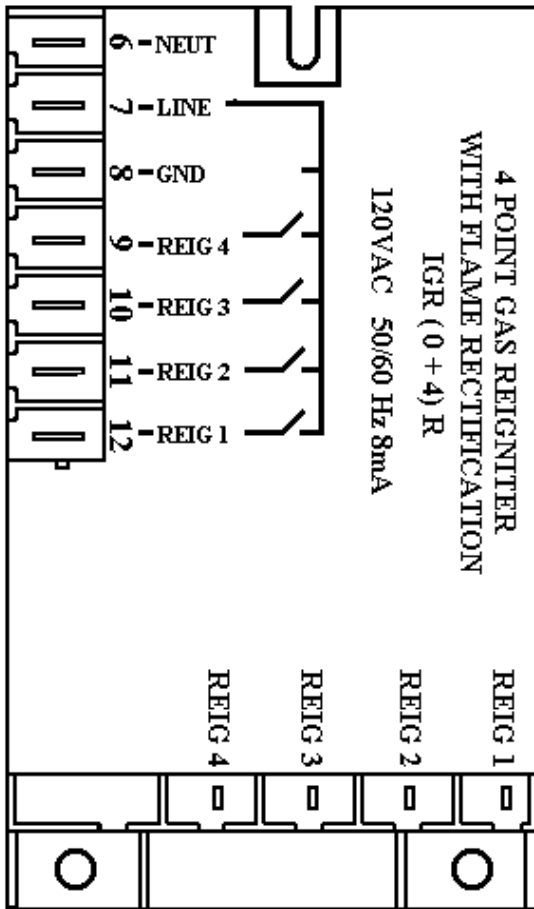 6 - NEUT
7 - LINE
8 - GND
9 - REIG 4
10 - REIG 3
11 - REIG 2
12 - REIG 1
4 POINT GAS REIGNITER
WITH FLAME RECTIFICATION
IGR ( 0 + 4) R
120VAC 50/60 Hz 8mA
REIG 4
REIG 3
REIG 2
REIG 1